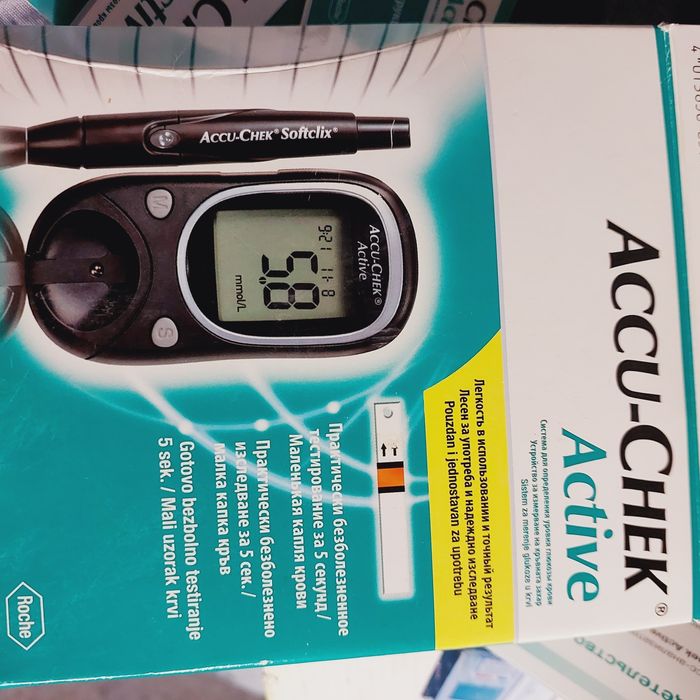 ACCU-CHEK®
Active
Система для определения уровня глюкозы крови
Устройство за измерване на кръвната захар
Sistem za merenje glukoze u krvi
Легкость в использовании и точный результат
Лесен за употреба и надеждно изследване
Pouzdan i jednostavan za upotrebu
ACCU-CHEK® Softclix®
ACCU-CHEK®
Active
9:21 11-8
5.8
mmol/L
M
S
Практически безболезненное
тестирование за 5 секунд /
Маленькая капля крови
Практически безболезнено
изследване за 5 сек. /
малка капка кръв
Gotovo bezbolno testiranje
5 sek. / Mali uzorak krvi
Roche